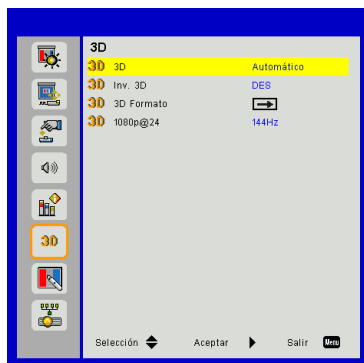 3D
3D 3D Automático
3D Inv. 3D DES
3D 3D Formato
3D 1080p@24 144Hz
3D
Selección Aceptar Salir Menu